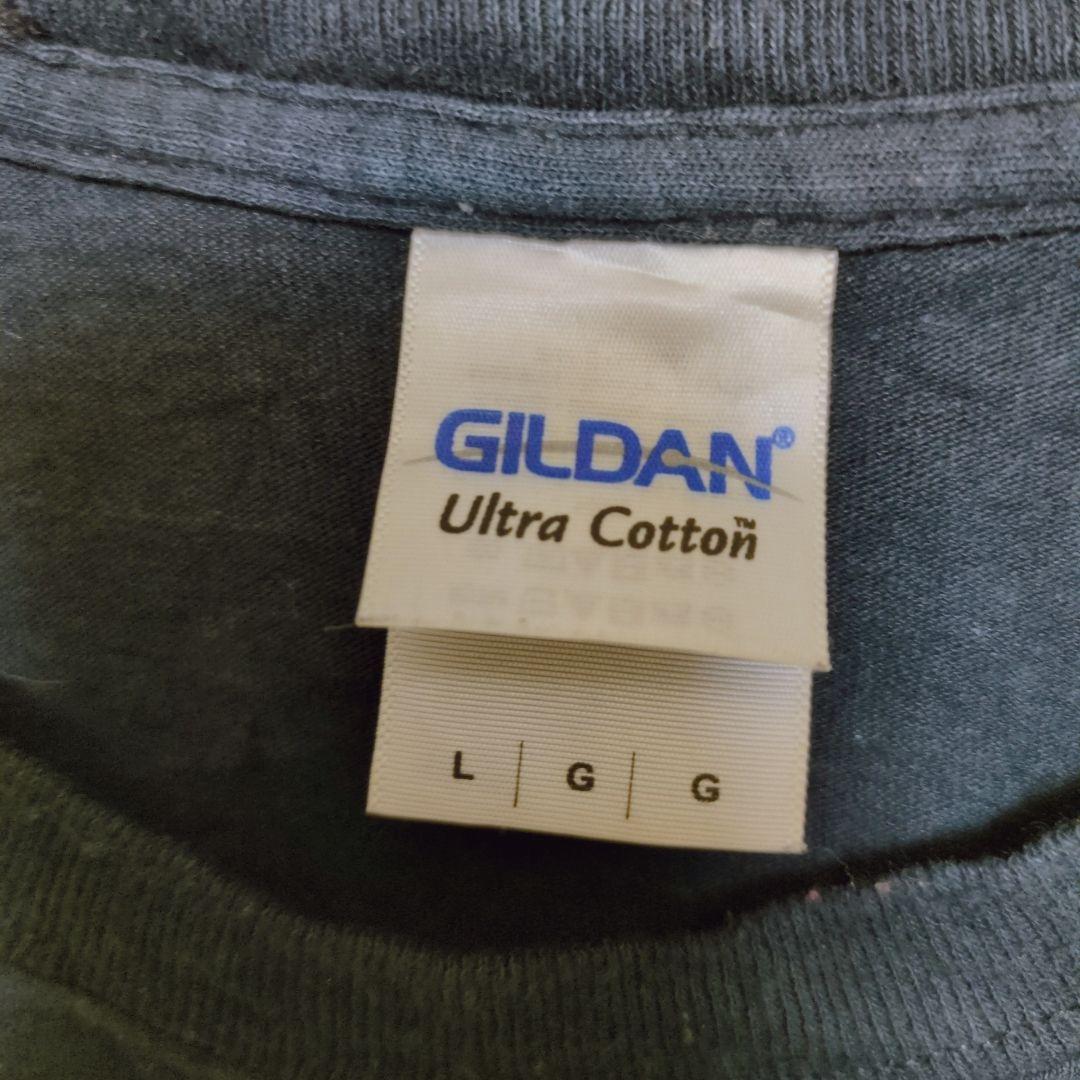 GILDAN®
Ultra Cotton™
L | G | G